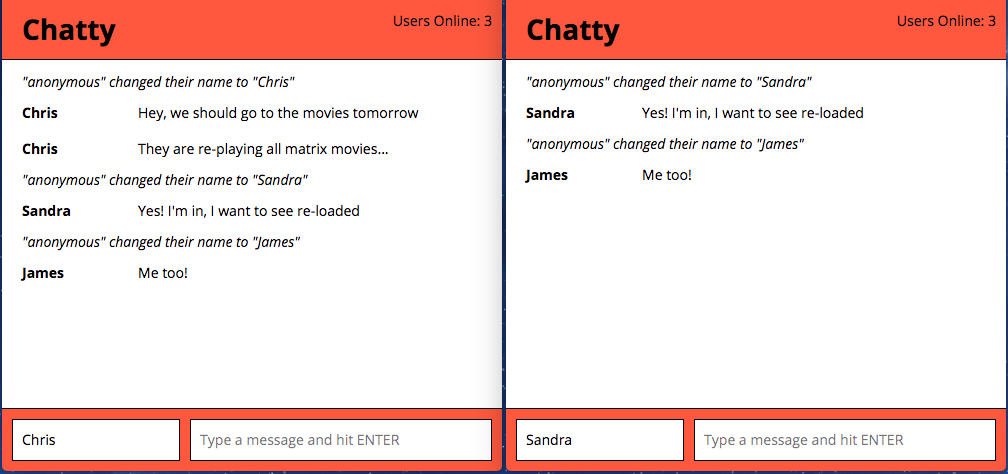 Chatty
Users Online: 3
"anonymous" changed their name to "Chris"
Chris Hey, we should go to the movies tomorrow
Chris They are re-playing all matrix movies...
"anonymous" changed their name to "Sandra"
Sandra Yes! I'm in, I want to see re-loaded
"anonymous" changed their name to "James"
James Me too!
Chris Type a message and hit ENTER
Chatty
Users Online: 3
"anonymous" changed their name to "Sandra"
Sandra Yes! I'm in, I want to see re-loaded
"anonymous" changed their name to "James"
James Me too!
Sandra Type a message and hit ENTER